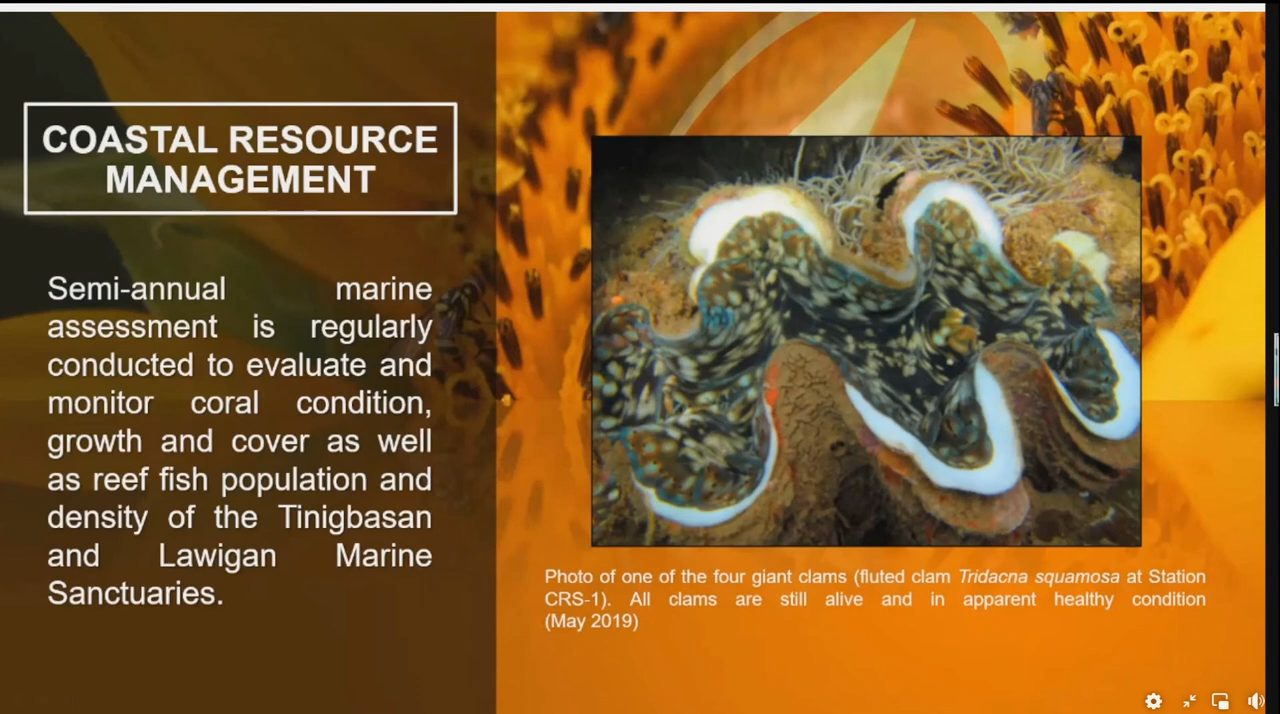 COASTAL RESOURCE
MANAGEMENT
Semi-annual marine
assessment is regularly
conducted to evaluate and
monitor coral condition,
growth and cover as well
as reef fish population and
density of the Tinigbasan
and Lawigan Marine
Sanctuaries.
Photo of one of the four giant clams (fluted clam Tridacna squamosa at Station
CRS-1). All clams are still alive and in apparent healthy condition
(May 2019)